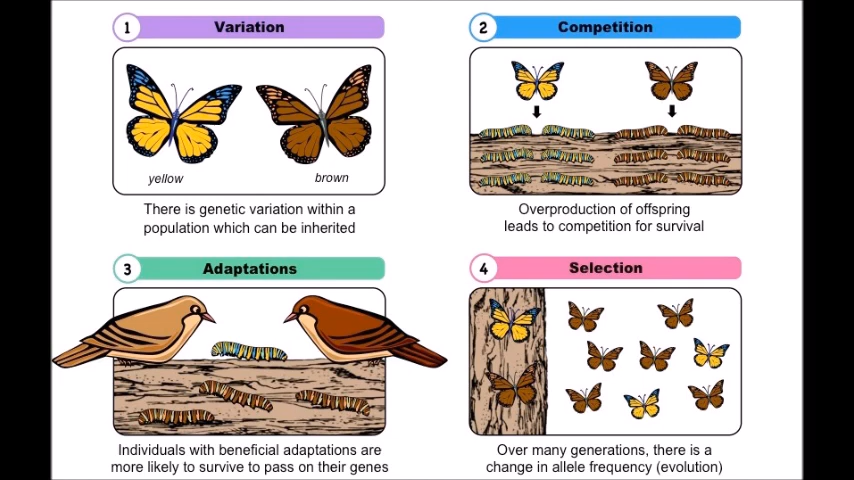 1 Variation
yellow
brown
There is genetic variation within a
population which can be inherited
2 Competition
Overproduction of offspring
leads to competition for survival
3 Adaptations
Individuals with beneficial adaptations are
more likely to survive to pass on their genes
4 Selection
Over many generations, there is a
change in allele frequency (evolution)